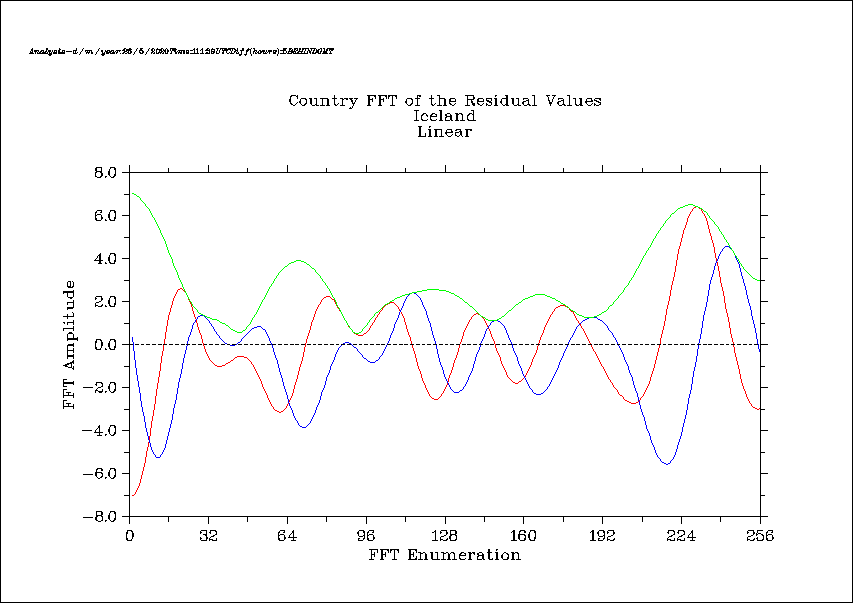 Country FFT of the Residual Values
Iceland
Linear
8.0
6.0
4.0
2.0
0.0
−2.0
−4.0
−6.0
−8.0
FFT Amplitude
0 32 64 96 128 160 192 224 256
FFT Enumeration